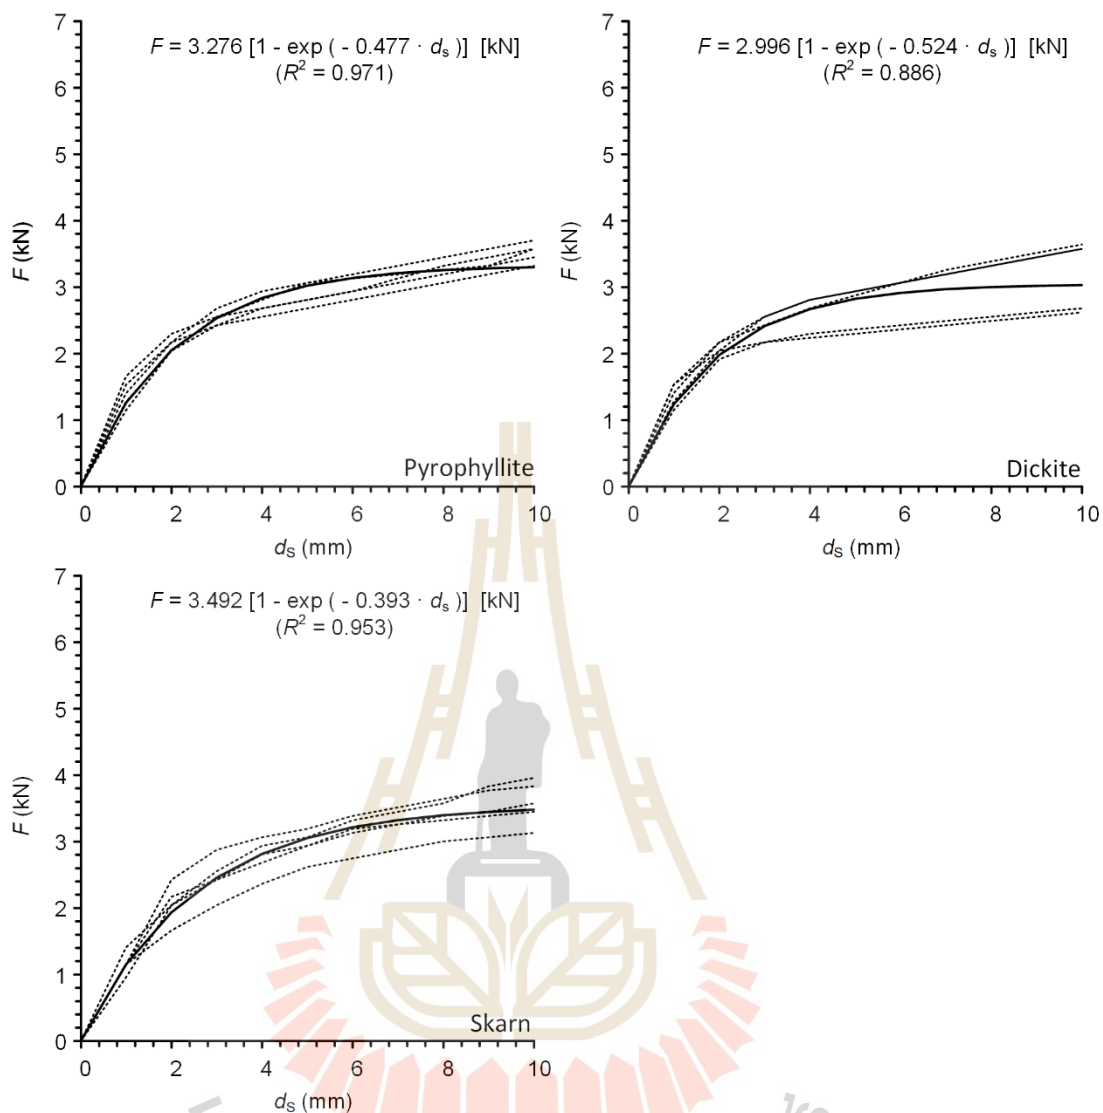 F = 3.276 [1 - exp ( - 0.477 · ds )] [kN]
(R² = 0.971)
7
6
5
4
3
2
1
0
F (kN)
Pyrophyllite
0 2 4 6 8 10
ds (mm)
F = 2.996 [1 - exp ( - 0.524 · ds )] [kN]
(R² = 0.886)
7
6
5
4
3
2
1
0
F (kN)
Dickite
0 2 4 6 8 10
ds (mm)
F = 3.492 [1 - exp ( - 0.393 · ds )] [kN]
(R² = 0.953)
7
6
5
4
3
2
1
0
F (kN)
Skarn
0 2 4 6 8 10
ds (mm)